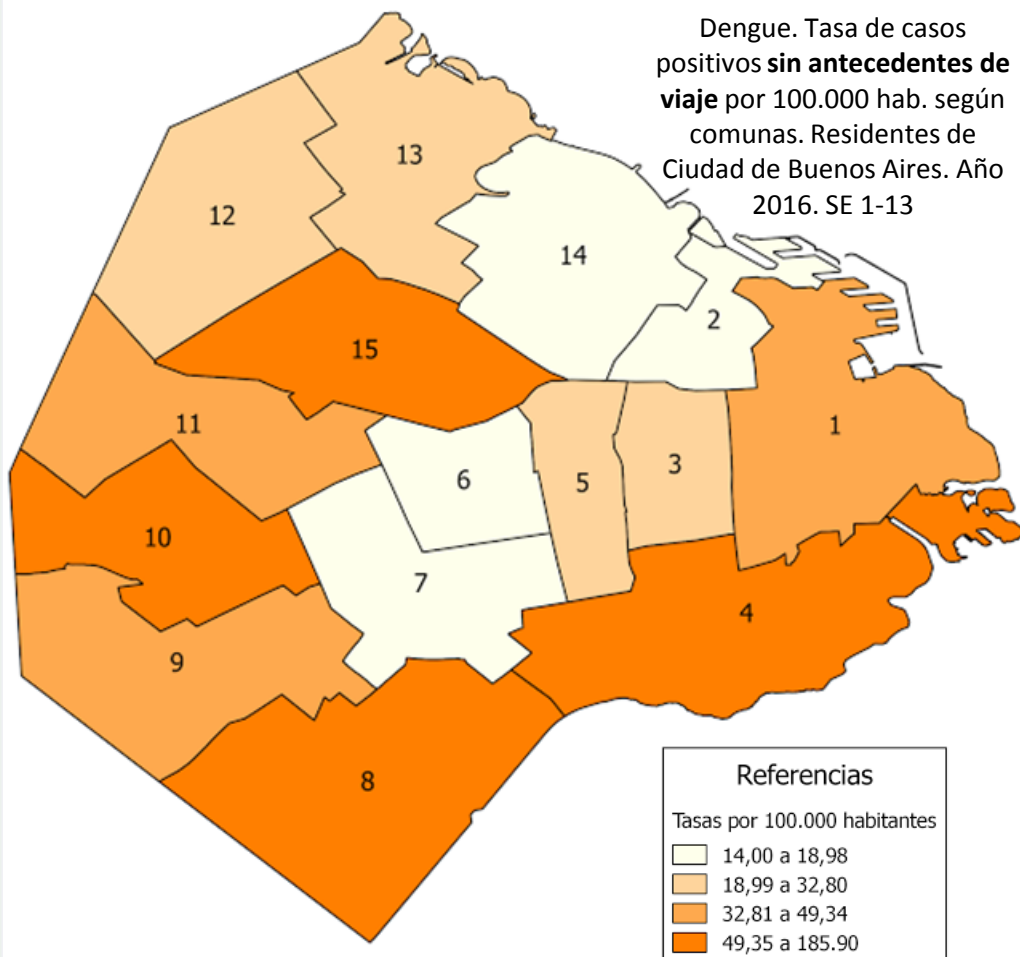 Dengue. Tasa de casos
positivos sin antecedentes de
viaje por 100.000 hab. según
comunas. Residentes de
Ciudad de Buenos Aires. Año
2016. SE 1-13
13
12
14
2
15
1
11
3
6
5
10
7
4
9
8
Referencias
Tasas por 100.000 habitantes
14,00 a 18,98
18,99 a 32,80
32,81 a 49,34
49,35 a 185.90